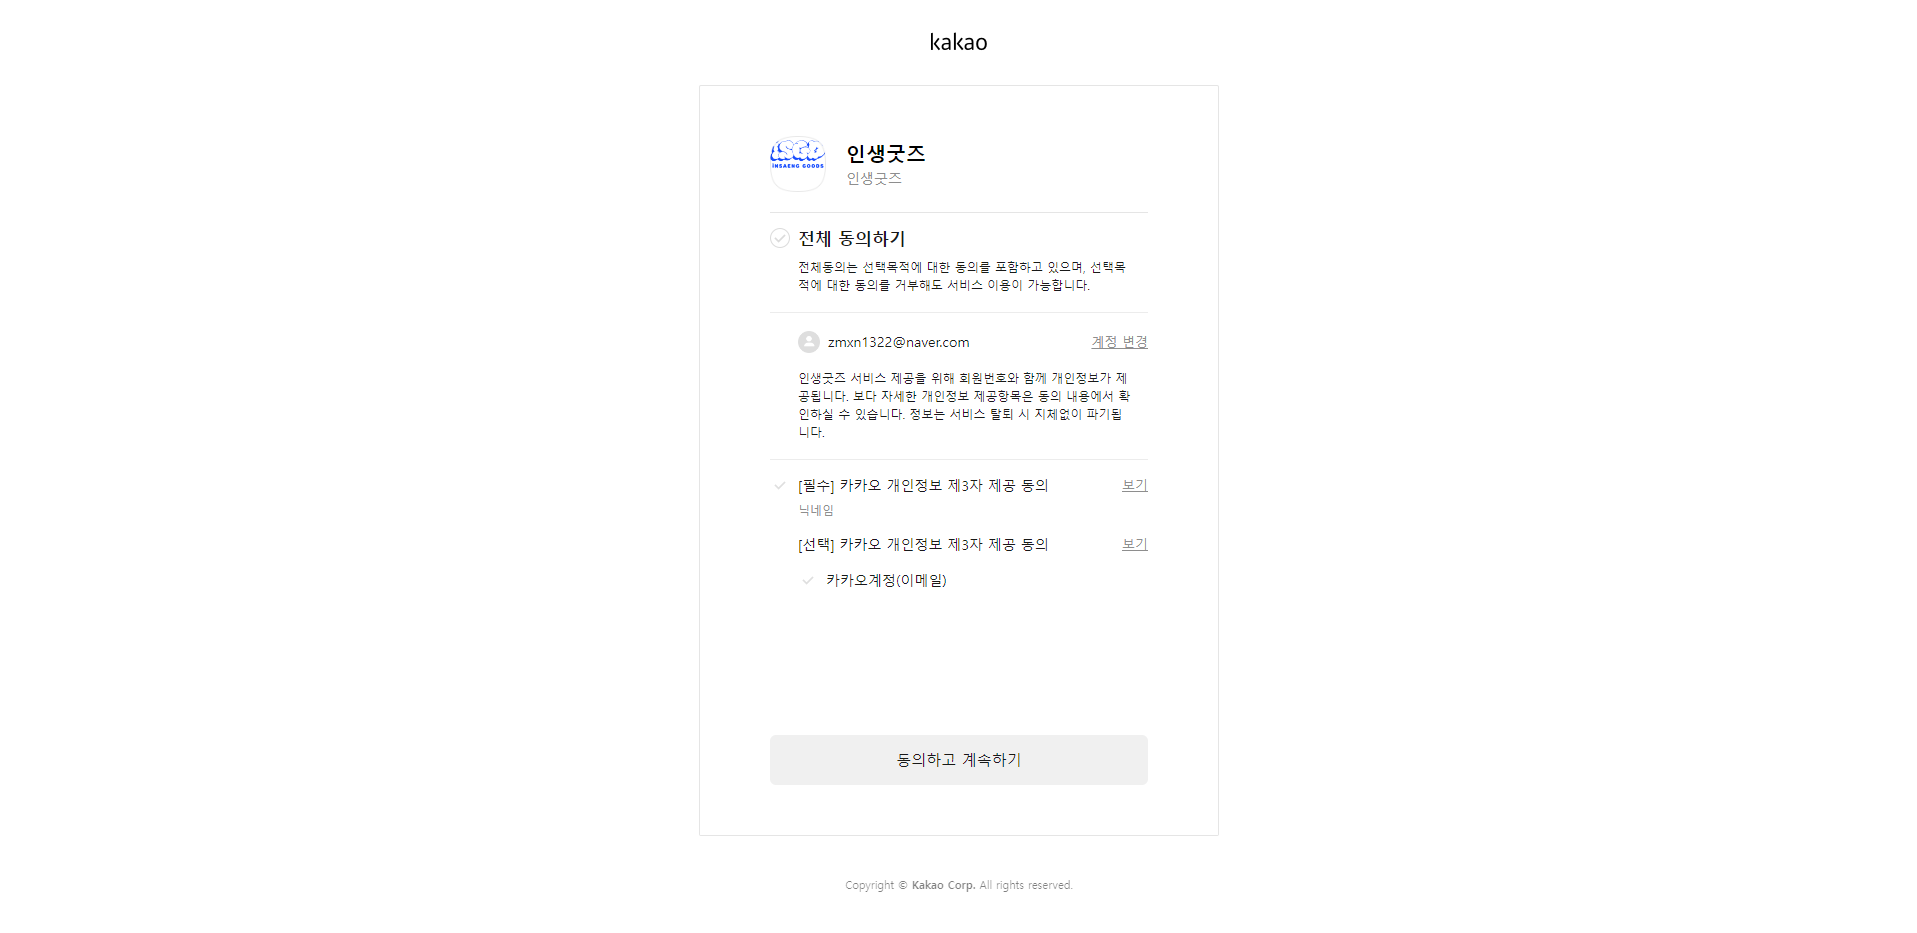 kakao
ISGD
INSAENG GOODS
인생굿즈
인생굿즈
전체 동의하기
전체동의는 선택목적에 대한 동의를 포함하고 있으며, 선택목
적에 대한 동의를 거부해도 서비스 이용이 가능합니다.
zmxn1322@naver.com
계정 변경
인생굿즈 서비스 제공을 위해 회원번호와 함께 개인정보가 제
공됩니다. 보다 자세한 개인정보 제공항목은 동의 내용에서 확
인하실 수 있습니다. 정보는 서비스 탈퇴 시 지체없이 파기됩
니다.
[필수] 카카오 개인정보 제3자 제공 동의
보기
닉네임
[선택] 카카오 개인정보 제3자 제공 동의
보기
카카오계정(이메일)
동의하고 계속하기
Copyright © Kakao Corp. All rights reserved.